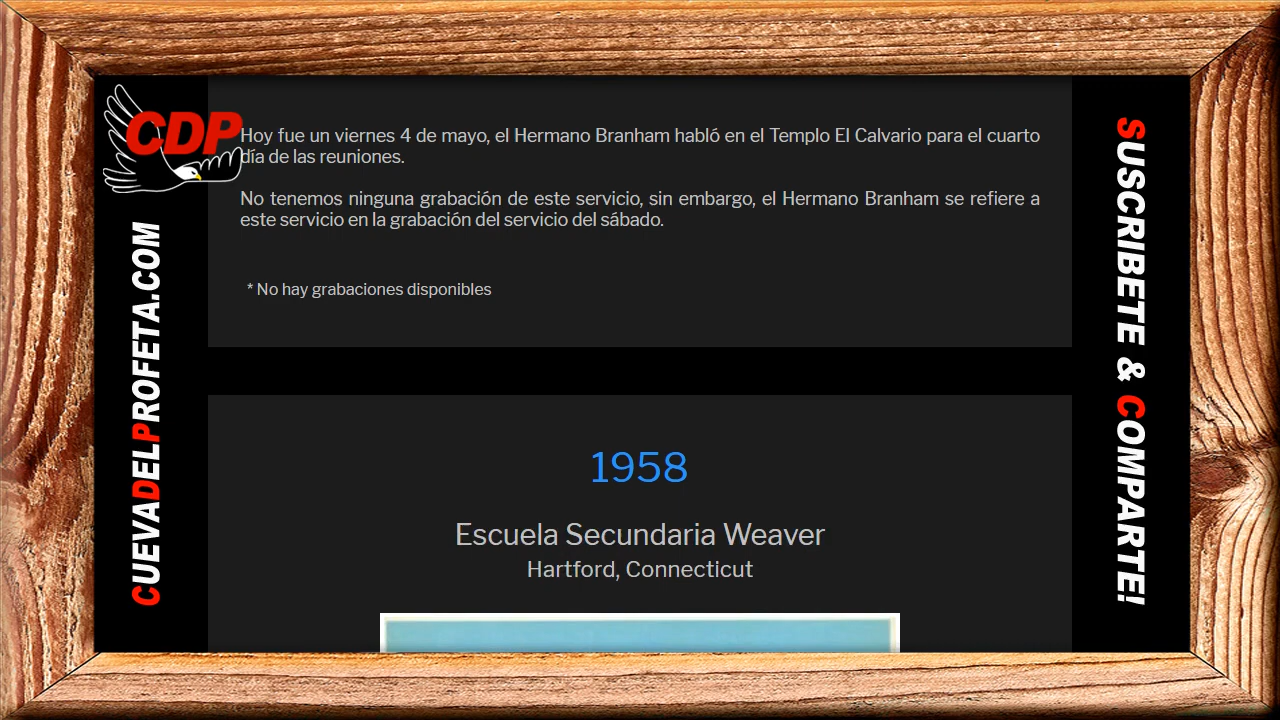 CDP
Hoy fue un viernes 4 de mayo, el Hermano Branham habló en el Templo El Calvario para el cuarto
día de las reuniones.
No tenemos ninguna grabación de este servicio, sin embargo, el Hermano Branham se refiere a
este servicio en la grabación del servicio del sábado.
* No hay grabaciones disponibles
1958
Escuela Secundaria Weaver
Hartford, Connecticut
CUEVADELPROFETA.COM
SUSCRIBETE & COMPARTE!